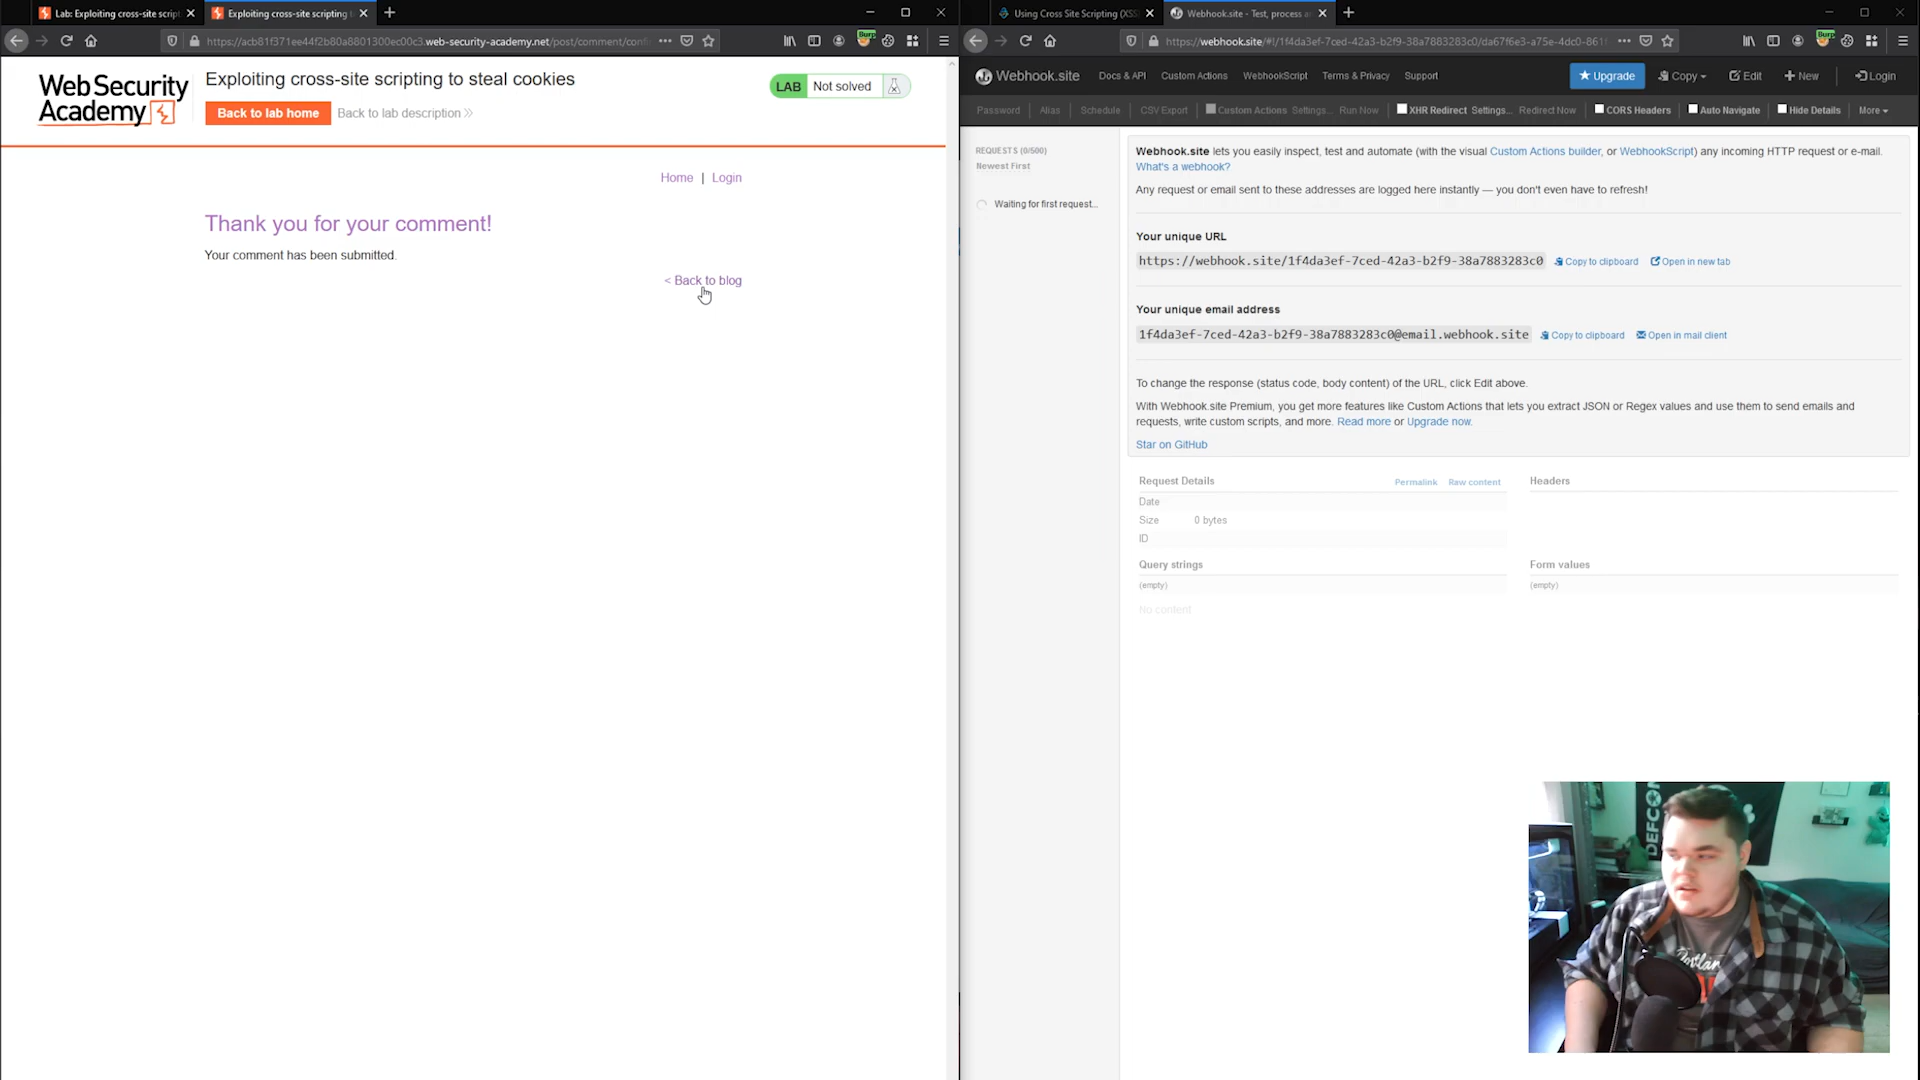 Lab: Exploiting cross-site script
Exploiting cross-site scripting t
Using Cross Site Scripting (XSS
Webhook.site - Test, process a
https://acb81f371ee44f2b80a8801300ec00c3.web-security-academy.net/post/comment/conf
Burp
https://webhook.site/#!/1f4da3ef-7ced-42a3-b2f9-38a7883283c0/da67f6e3-a75e-4dc0-861f
Burp
Web Security
Academy
Exploiting cross-site scripting to steal cookies
Back to lab home
Back to lab description
LAB
Not solved
Home | Login
Thank you for your comment!
Your comment has been submitted.
< Back to blog
Webhook.site
Docs & API
Custom Actions
WebhookScript
Terms & Privacy
Support
Upgrade
Copy
Edit
New
Login
Password
Alias
Schedule
CSV Export
Custom Actions
Settings...
Run Now
XHR Redirect
Settings...
Redirect Now
CORS Headers
Auto Navigate
Hide Details
More
REQUESTS (0/500)
Newest First
Waiting for first request...
Webhook.site lets you easily inspect, test and automate (with the visual Custom Actions builder, or WebhookScript) any incoming HTTP request or e-mail.
What's a webhook?
Any request or email sent to these addresses are logged here instantly — you don't even have to refresh!
Your unique URL
https://webhook.site/1f4da3ef-7ced-42a3-b2f9-38a7883283c0
Copy to clipboard
Open in new tab
Your unique email address
1f4da3ef-7ced-42a3-b2f9-38a7883283c0@email.webhook.site
Copy to clipboard
Open in mail client
To change the response (status code, body content) of the URL, click Edit above.
With Webhook.site Premium, you get more features like Custom Actions that lets you extract JSON or Regex values and use them to send emails and
requests, write custom scripts, and more. Read more or Upgrade now.
Star on GitHub
Request Details
Permalink
Raw content
Headers
Date
Size 0 bytes
ID
Query strings
Form values
(empty)
(empty)
No content
DEFCON